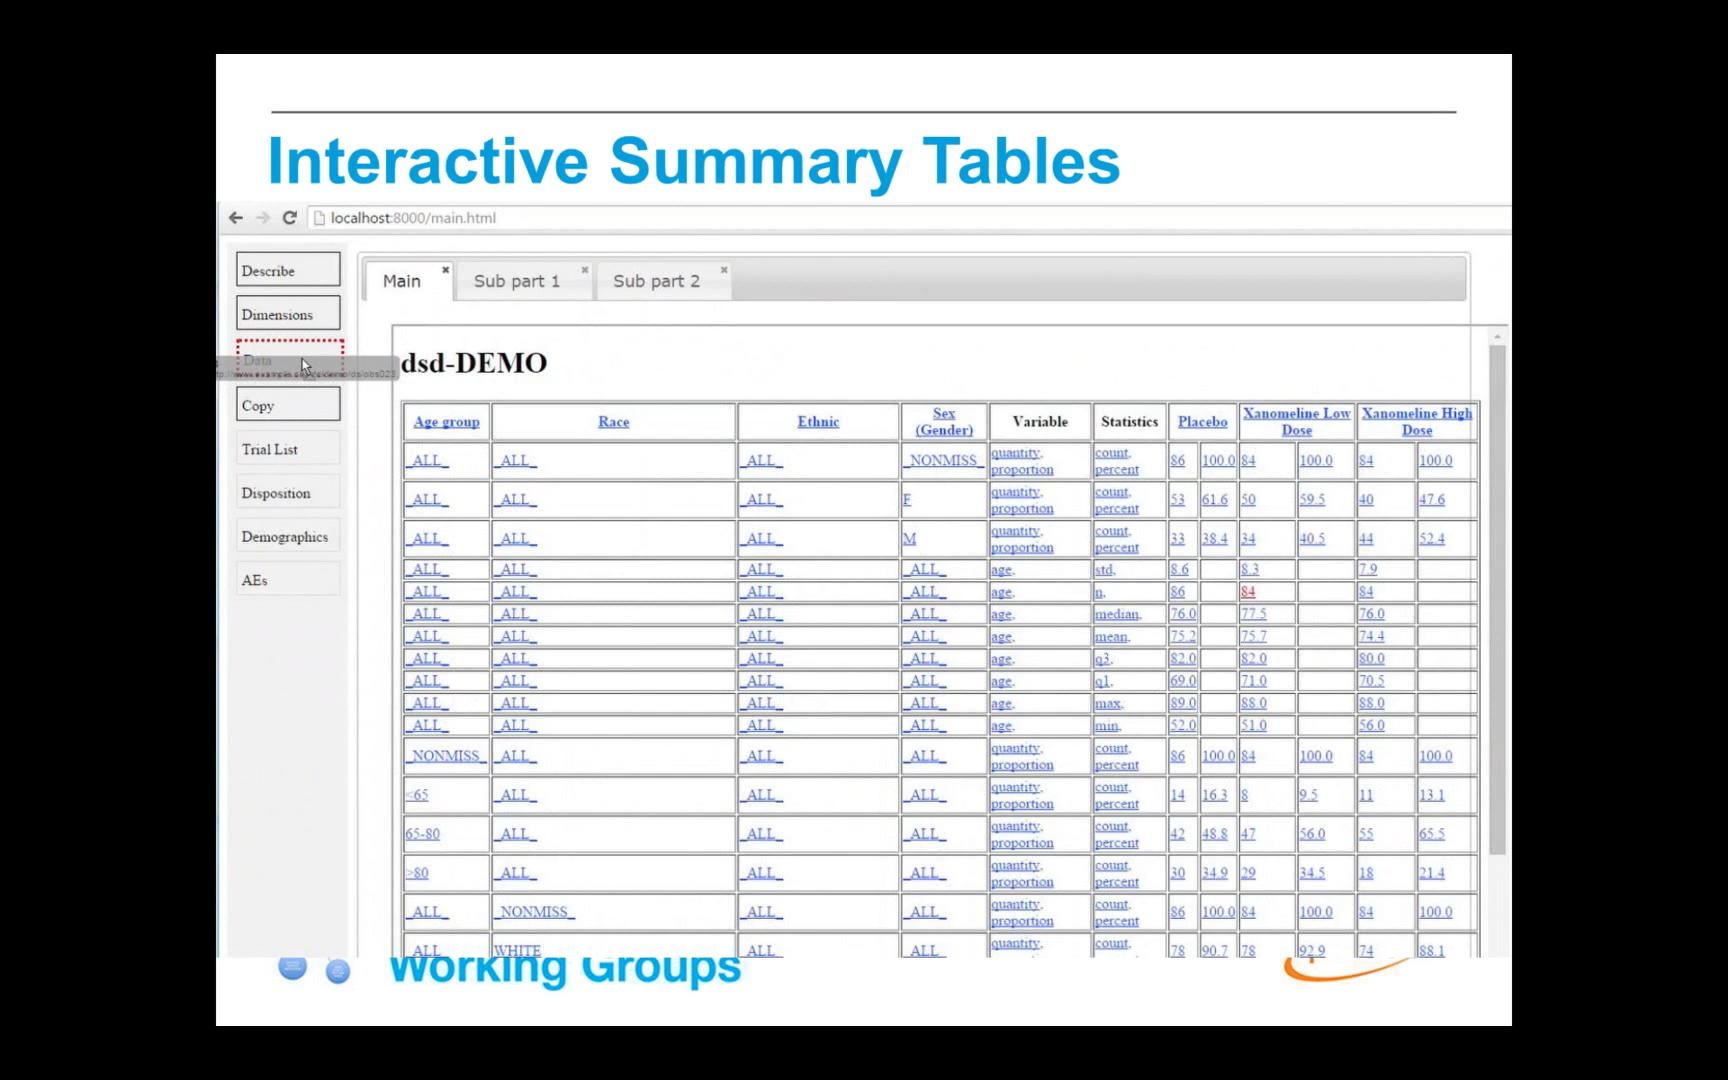 Interactive Summary Tables
localhost:8000/main.html
Describe
Dimensions
Data
Copy
Trial List
Disposition
Demographics
AEs
Main Sub part 1 Sub part 2
dsd-DEMO
Age group Race Ethnic Sex (Gender) Variable Statistics Placebo Xanomeline Low Dose Xanomeline High Dose
_ALL_ _ALL_ _ALL_ _NONMISS_ quantity, proportion count, percent 86 100.0 84 100.0 84 100.0
_ALL_ _ALL_ _ALL_ F quantity, proportion count, percent 53 61.6 50 59.5 40 47.6
_ALL_ _ALL_ _ALL_ M quantity, proportion count, percent 33 38.4 34 40.5 44 52.4
_ALL_ _ALL_ _ALL_ _ALL_ age, std, 8.6 8.3 7.9
_ALL_ _ALL_ _ALL_ _ALL_ age, n, 86 84 84
_ALL_ _ALL_ _ALL_ _ALL_ age, median, 76.0 77.5 76.0
_ALL_ _ALL_ _ALL_ _ALL_ age, mean, 75.2 75.7 74.4
_ALL_ _ALL_ _ALL_ _ALL_ age, q3, 82.0 82.0 80.0
_ALL_ _ALL_ _ALL_ _ALL_ age, q1, 69.0 71.0 70.5
_ALL_ _ALL_ _ALL_ _ALL_ age, max, 89.0 88.0 88.0
_ALL_ _ALL_ _ALL_ _ALL_ age, min, 52.0 51.0 56.0
_NONMISS_ _ALL_ _ALL_ _ALL_ quantity, proportion count, percent 86 100.0 84 100.0 84 100.0
<65 _ALL_ _ALL_ _ALL_ quantity, proportion count, percent 14 16.3 8 9.5 11 13.1
65-80 _ALL_ _ALL_ _ALL_ quantity, proportion count, percent 42 48.8 47 56.0 55 65.5
>80 _ALL_ _ALL_ _ALL_ quantity, proportion count, percent 30 34.9 29 34.5 18 21.4
_ALL_ _NONMISS_ _ALL_ _ALL_ quantity, proportion count, percent 86 100.0 84 100.0 84 100.0
_ALL_ WHITE _ALL_ _ALL_ quantity, count, 78 90.7 78 92.9 74 88.1
Working Groups